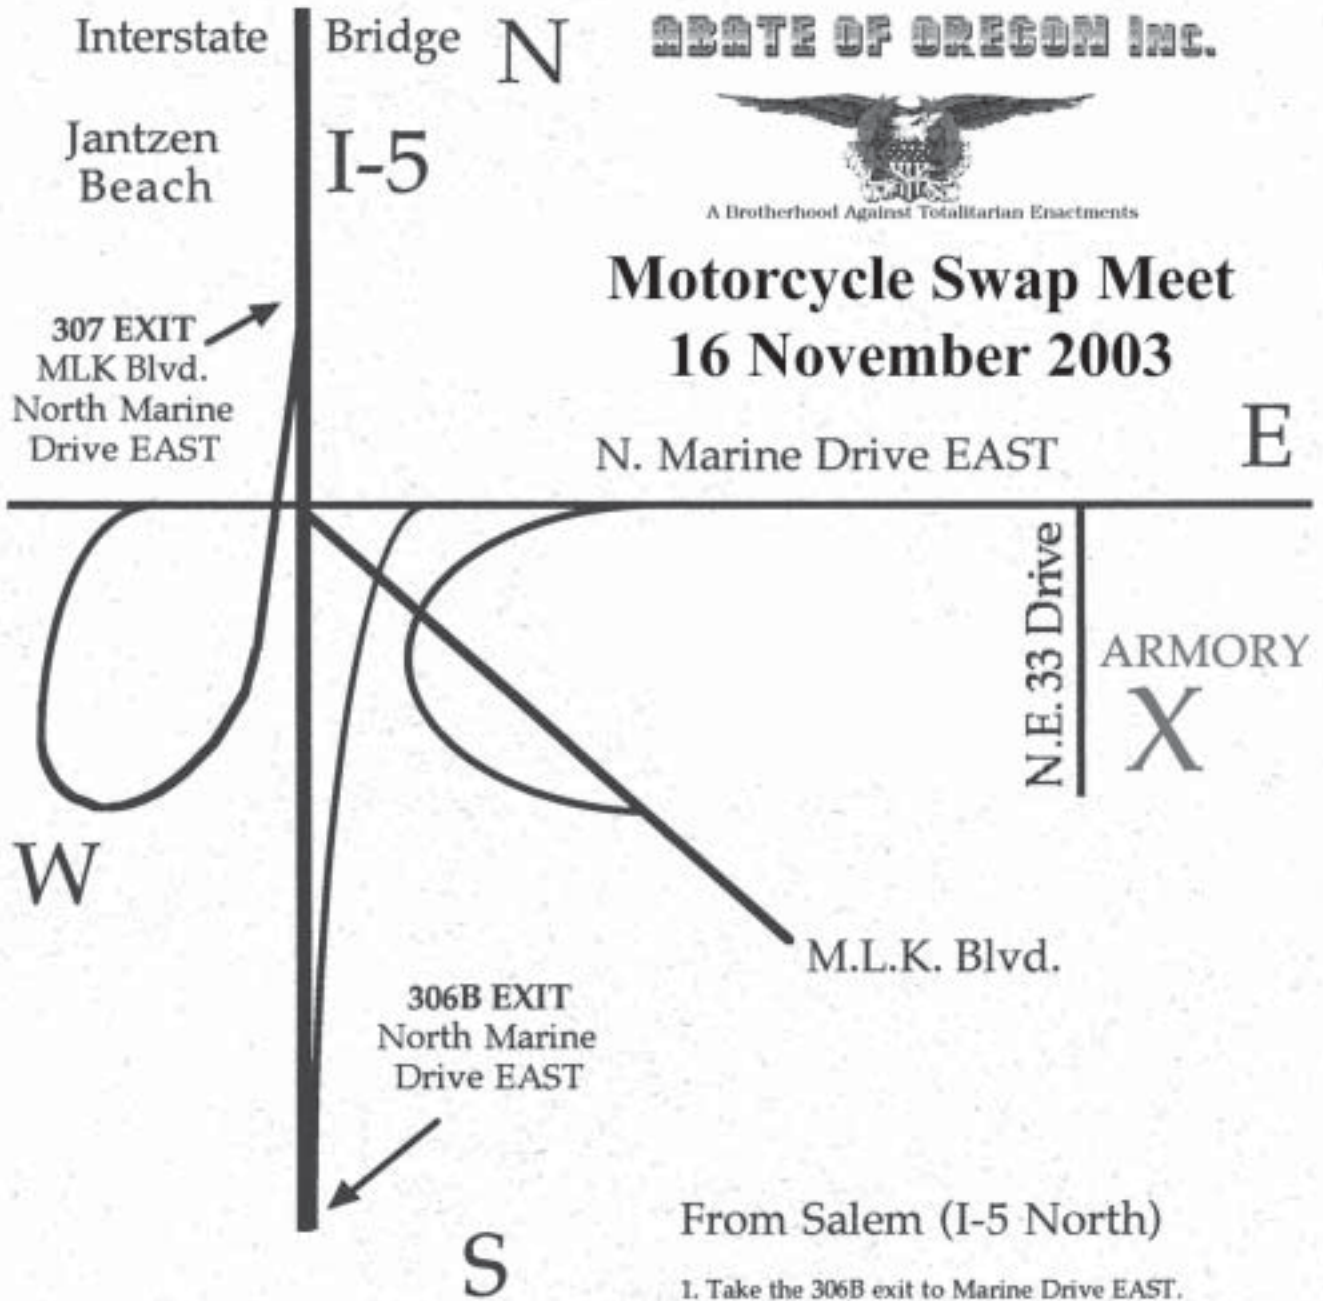 Interstate Bridge N
ABATE OF OREGON Inc.
Jantzen
Beach
I-5
A Brotherhood Against Totalitarian Enactments
Motorcycle Swap Meet
16 November 2003
307 EXIT
MLK Blvd.
North Marine
Drive EAST
N. Marine Drive EAST
E
N.E. 33 Drive
ARMORY
X
W
M.L.K. Blvd.
306B EXIT
North Marine
Drive EAST
S
From Salem (I-5 North)
1. Take the 306B exit to Marine Drive EAST.